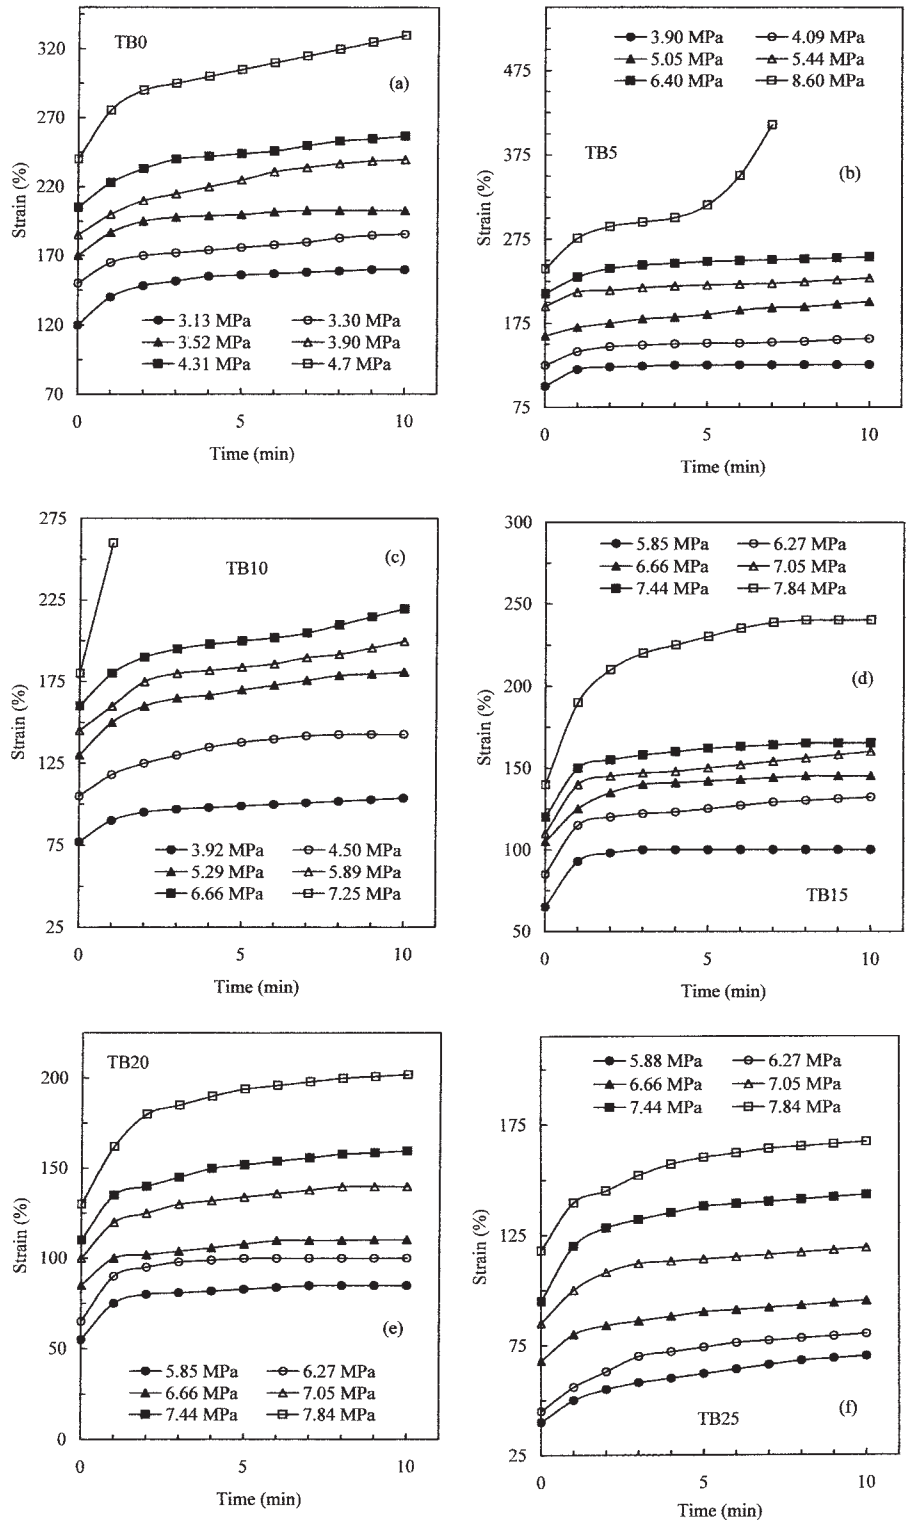 TB0
(a)
320
270
220
170
120
70
Strain (%)
3.13 MPa 3.30 MPa
3.52 MPa 3.90 MPa
4.31 MPa 4.7 MPa
0 5 10
Time (min)
3.90 MPa 4.09 MPa
5.05 MPa 5.44 MPa
6.40 MPa 8.60 MPa
TB5
(b)
475
375
275
175
75
Strain (%)
0 5 10
Time (min)
TB10
(c)
275
225
175
125
75
25
Strain (%)
3.92 MPa 4.50 MPa
5.29 MPa 5.89 MPa
6.66 MPa 7.25 MPa
0 5 10
Time (min)
5.85 MPa 6.27 MPa
6.66 MPa 7.05 MPa
7.44 MPa 7.84 MPa
(d)
300
250
200
150
100
50
Strain (%)
TB15
0 5 10
Time (min)
TB20
200
150
100
50
0
Strain (%)
(e)
5.85 MPa 6.27 MPa
6.66 MPa 7.05 MPa
7.44 MPa 7.84 MPa
0 5 10
Time (min)
5.88 MPa 6.27 MPa
6.66 MPa 7.05 MPa
7.44 MPa 7.84 MPa
175
125
75
25
Strain (%)
(f)
TB25
0 5 10
Time (min)